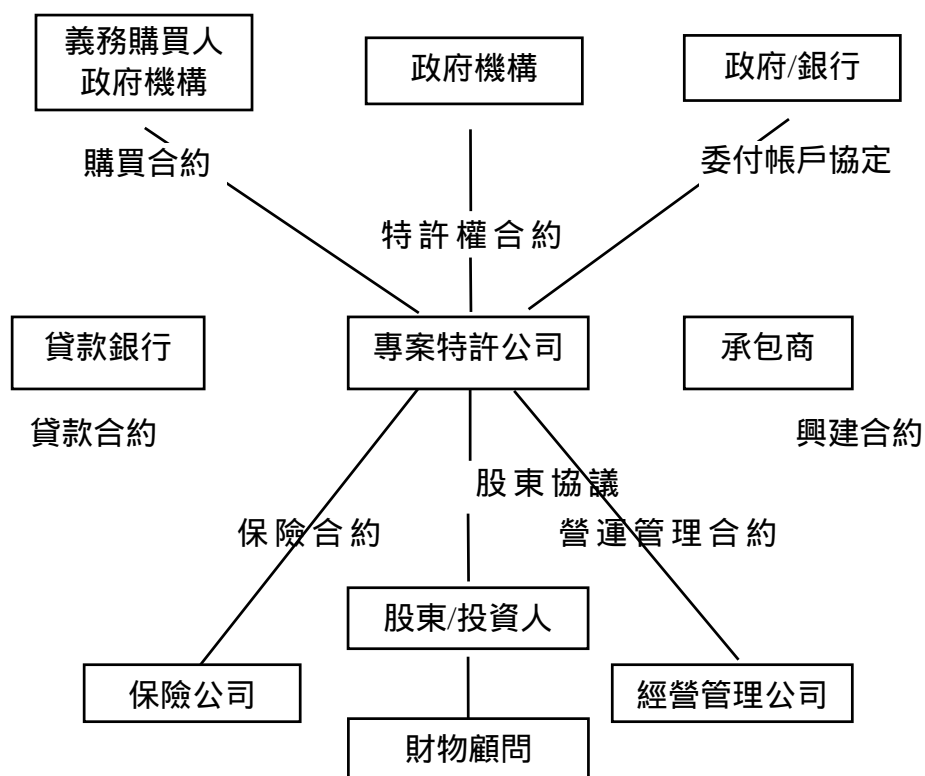 義務購買人
政府機構
政府機構
政府/銀行
購買合約
委付帳戶協定
特許權合約
貸款銀行
專案特許公司
承包商
貸款合約
興建合約
股東協議
保險合約
營運管理合約
股東/投資人
保險公司
經營管理公司
財物顧問